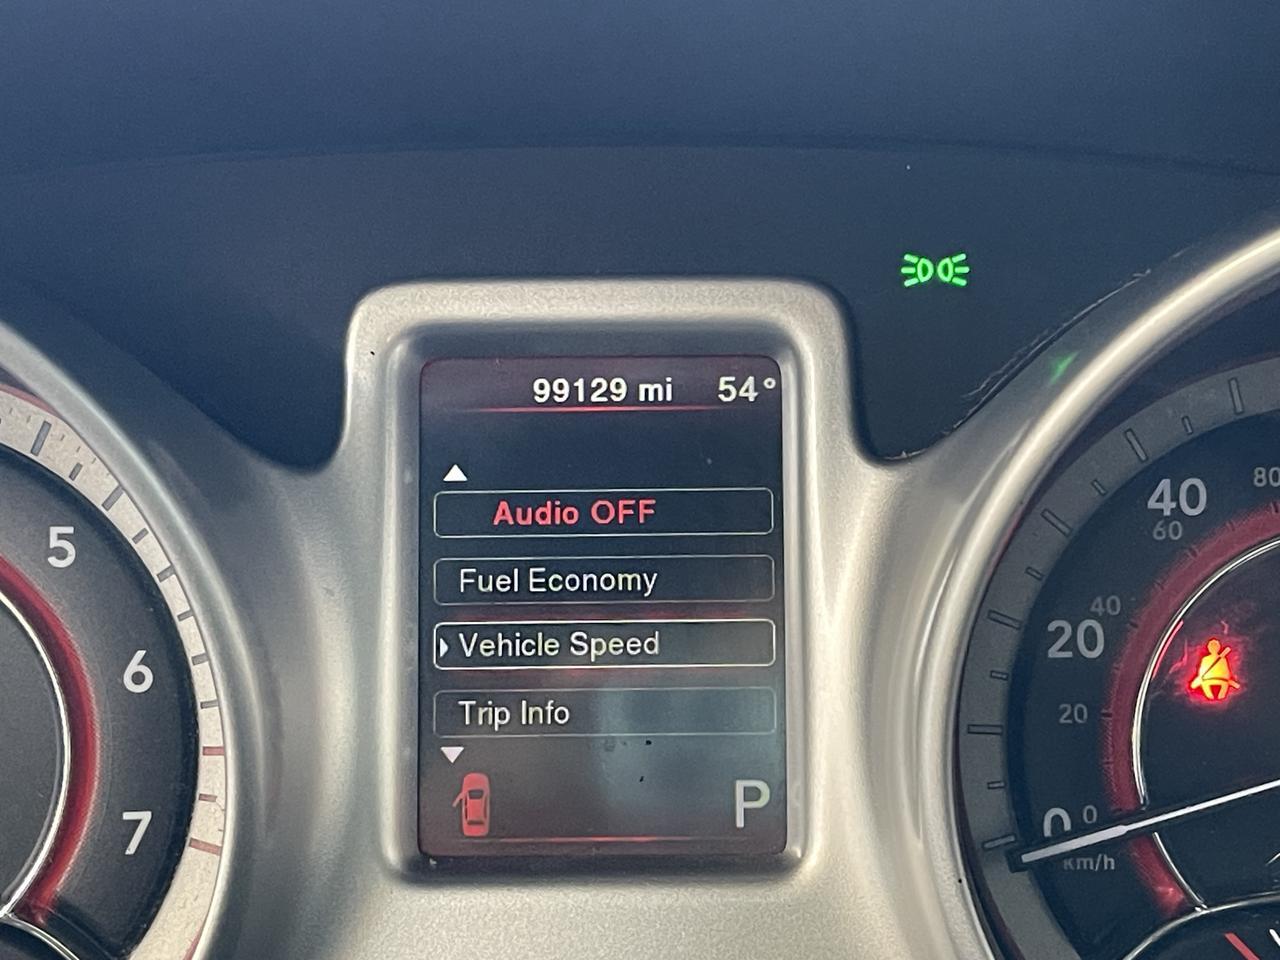 99129 mi 54°
Audio OFF
Fuel Economy
Vehicle Speed
Trip Info
P
5
6
7
40
80
60
40
20
20
0 0
km/h